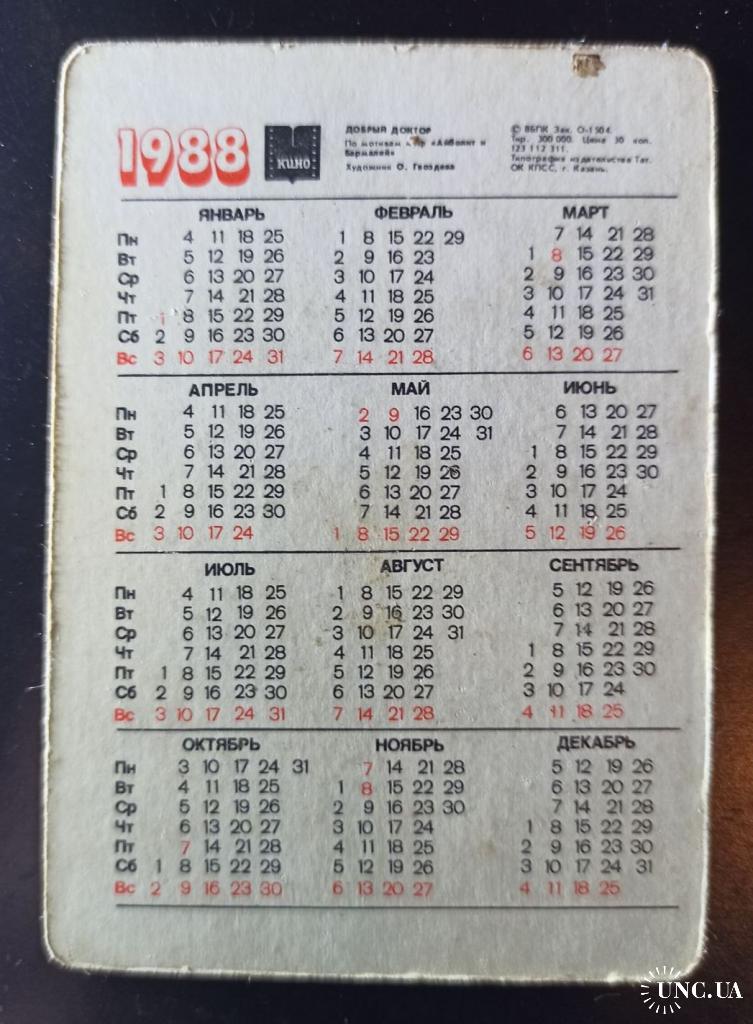 1988
КИНО
ДОБРЫЙ ДОКТОР
По мотивам «Айболит и
Бармалей»
Художник О. Гвоздева
© ВБПК Зак. О-1504.
Тир. 300 000. Цена 30 коп.
123 112 311.
Типография издательства Тат.
ОК КПСС, г. Казань.
ЯНВАРЬ ФЕВРАЛЬ МАРТ
Пн 4 11 18 25 1 8 15 22 29 7 14 21 28
Вт 5 12 19 26 2 9 16 23 1 8 15 22 29
Ср 6 13 20 27 3 10 17 24 2 9 16 23 30
Чт 7 14 21 28 4 11 18 25 3 10 17 24 31
Пт 1 8 15 22 29 5 12 19 26 4 11 18 25
Сб 2 9 16 23 30 6 13 20 27 5 12 19 26
Вс 3 10 17 24 31 7 14 21 28 6 13 20 27
АПРЕЛЬ МАЙ ИЮНЬ
Пн 4 11 18 25 2 9 16 23 30 6 13 20 27
Вт 5 12 19 26 3 10 17 24 31 7 14 21 28
Ср 6 13 20 27 4 11 18 25 1 8 15 22 29
Чт 7 14 21 28 5 12 19 26 2 9 16 23 30
Пт 1 8 15 22 29 6 13 20 27 3 10 17 24
Сб 2 9 16 23 30 7 14 21 28 4 11 18 25
Вс 3 10 17 24 1 8 15 22 29 5 12 19 26
ИЮЛЬ АВГУСТ СЕНТЯБРЬ
Пн 4 11 18 25 1 8 15 22 29 5 12 19 26
Вт 5 12 19 26 2 9 16 23 30 6 13 20 27
Ср 6 13 20 27 3 10 17 24 31 7 14 21 28
Чт 7 14 21 28 4 11 18 25 1 8 15 22 29
Пт 1 8 15 22 29 5 12 19 26 2 9 16 23 30
Сб 2 9 16 23 30 6 13 20 27 3 10 17 24
Вс 3 10 17 24 31 7 14 21 28 4 11 18 25
ОКТЯБРЬ НОЯБРЬ ДЕКАБРЬ
Пн 3 10 17 24 31 7 14 21 28 5 12 19 26
Вт 4 11 18 25 1 8 15 22 29 6 13 20 27
Ср 5 12 19 26 2 9 16 23 30 7 14 21 28
Чт 6 13 20 27 3 10 17 24 1 8 15 22 29
Пт 7 14 21 28 4 11 18 25 2 9 16 23 30
Сб 1 8 15 22 29 5 12 19 26 3 10 17 24 31
Вс 2 9 16 23 30 6 13 20 27 4 11 18 25
UNC.UA